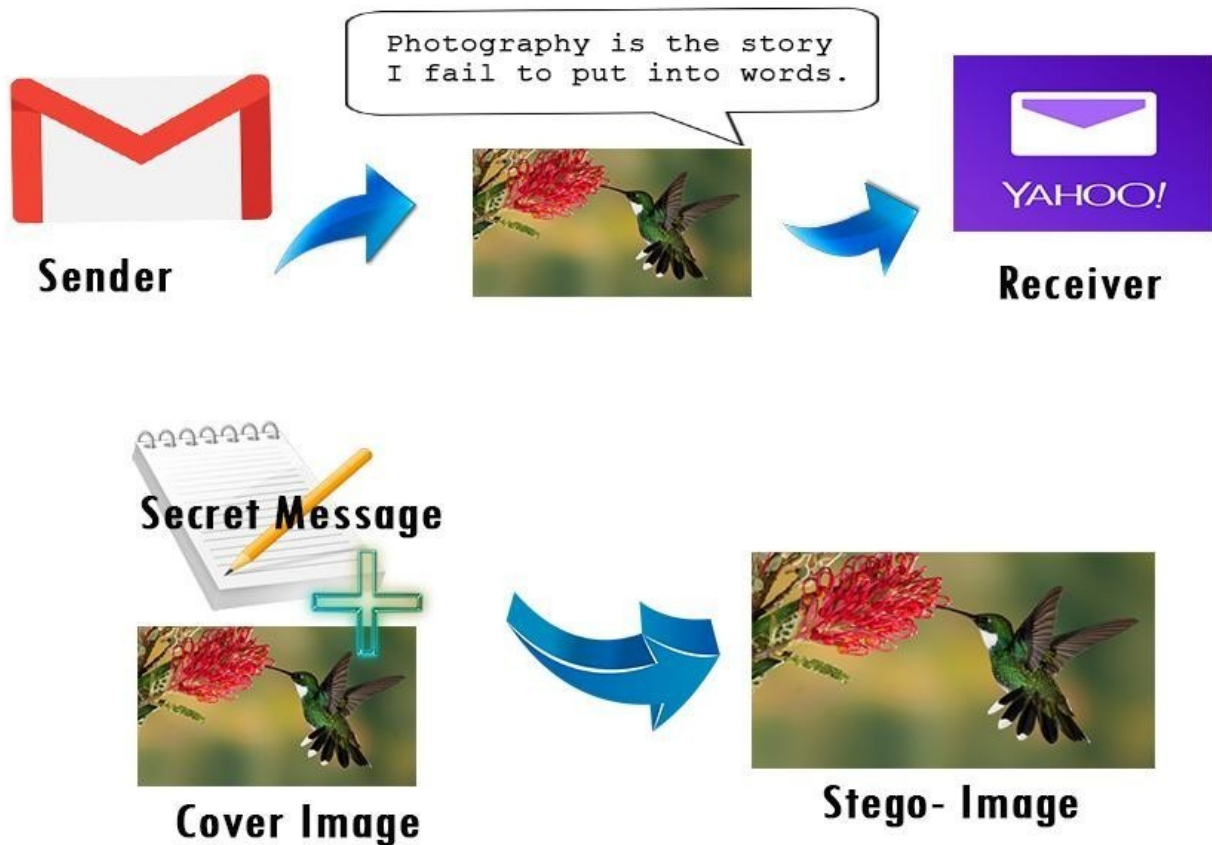 Photography is the story
I fail to put into words.
YAHOO!
Sender
Receiver
Secret Message
Cover Image
Stego- Image